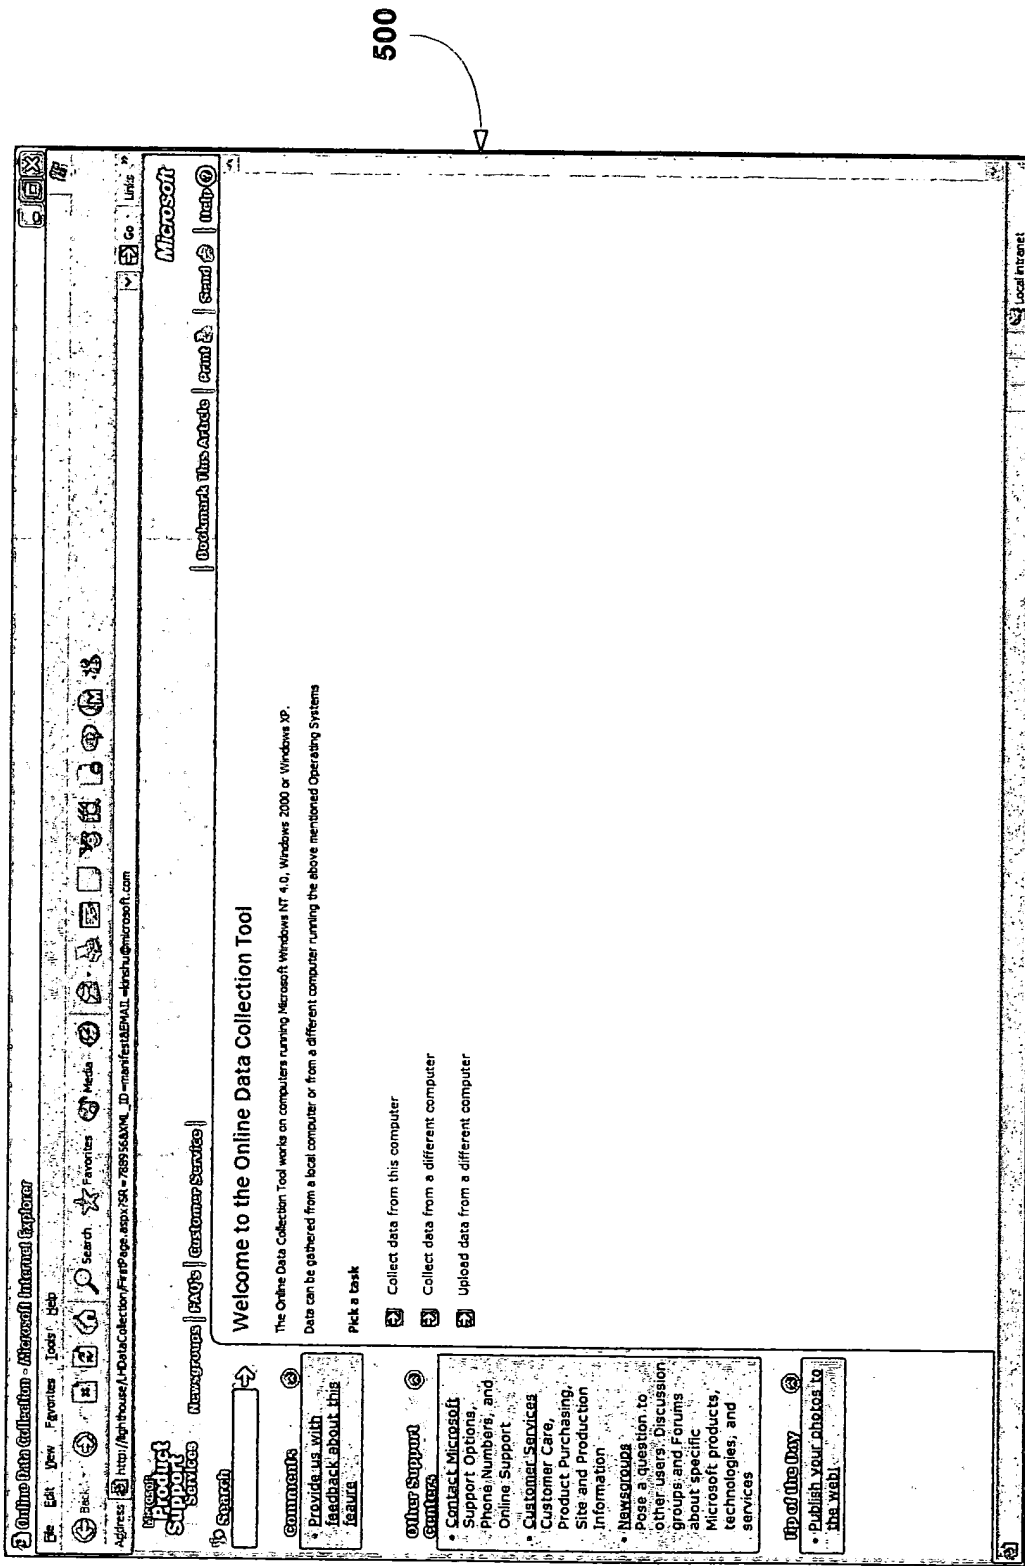 500
Online Data Collection - Microsoft Internet Explorer
File Edit View Favorites Tools Help
Back Search Favorites Media
Address http://lighthouse/LHDataCollection/FirstPage.aspx?SR=788956&XML_ID=manifest&EMAIL=kinshu@microsoft.com Go Links »
Microsoft
Product
Support
Services
Microsoft
Newsgroups | FAQ's | Customer Service |
| Bookmark This Article | Print | Send | Help
Search
Comments
• Provide us with
feedback about this
feaure
Other Support
Centers
• Contact Microsoft
Support Options,
Phone Numbers, and
Online Support
• Customer Services
Customer Care,
Product Purchasing,
Site and Production
Information
• Newsgroups
Pose a question to
other users. Discussion
groups and Forums
about specific
Microsoft products,
technologies, and
services
Tip of the Day
• Publish your photos to
the web!
Welcome to the Online Data Collection Tool
The Online Data Collection Tool works on computers running Microsoft Windows NT 4.0, Windows 2000 or Windows XP.
Data can be gathered from a local computer or from a different computer running the above mentioned Operating Systems
Pick a task
Collect data from this computer
Collect data from a different computer
Upload data from a different computer
Local intranet